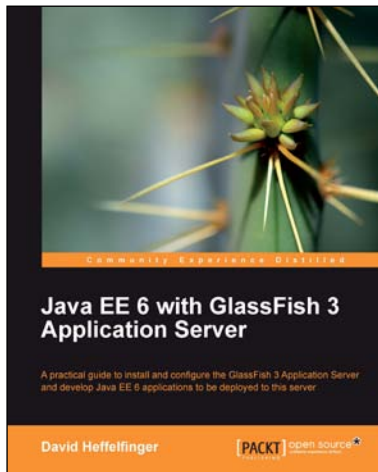 Community Experience Distilled
Java EE 6 with GlassFish 3
Application Server
A practical guide to install and configure the GlassFish 3 Application Server
and develop Java EE 6 applications to be deployed to this server
David Heffelfinger
[PACKT] open source*
PUBLISHING